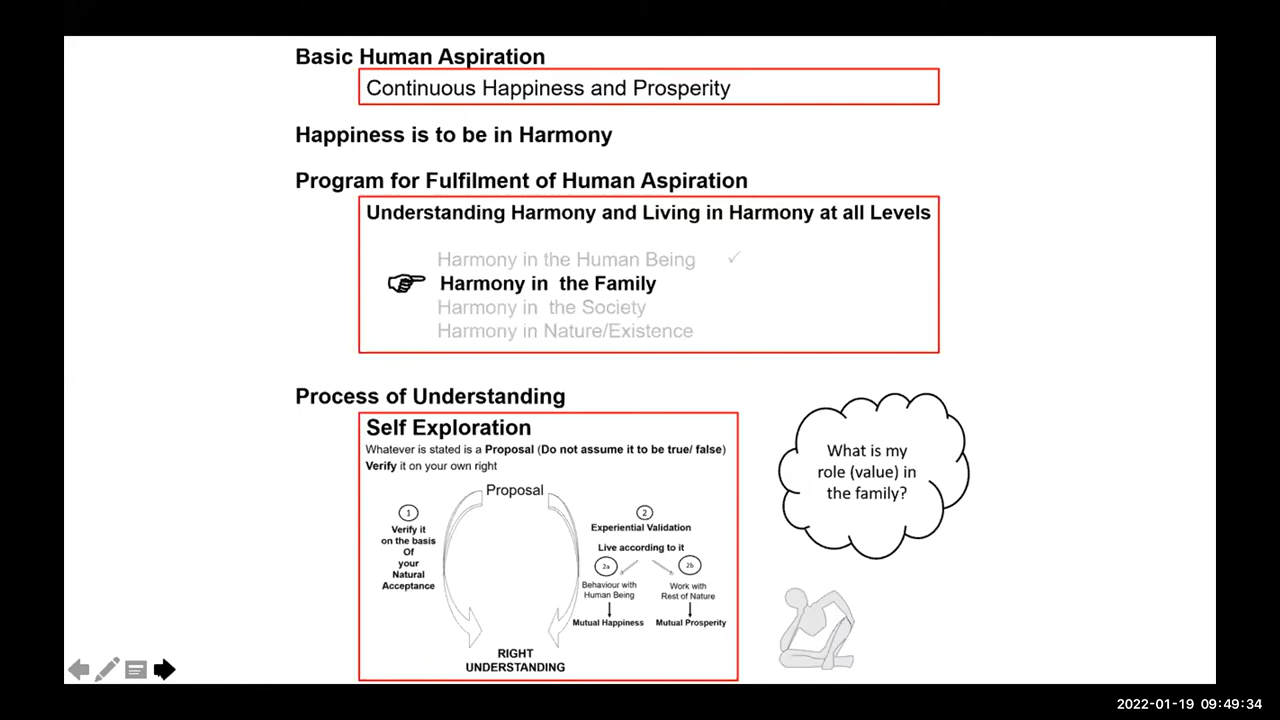 Basic Human Aspiration
Continuous Happiness and Prosperity
Happiness is to be in Harmony
Program for Fulfilment of Human Aspiration
Understanding Harmony and Living in Harmony at all Levels
Harmony in the Human Being ✓
Harmony in the Family
Harmony in the Society
Harmony in Nature/Existence
Process of Understanding
Self Exploration
Whatever is stated is a Proposal (Do not assume it to be true/ false)
Verify it on your own right
Proposal
1
Verify it
on the basis
Of
your
Natural
Acceptance
2
Experiential Validation
Live according to it
2a
Behaviour with
Human Being
Mutual Happiness
2b
Work with
Rest of Nature
Mutual Prosperity
RIGHT
UNDERSTANDING
What is my
role (value) in
the family?
2022-01-19 09:49:34